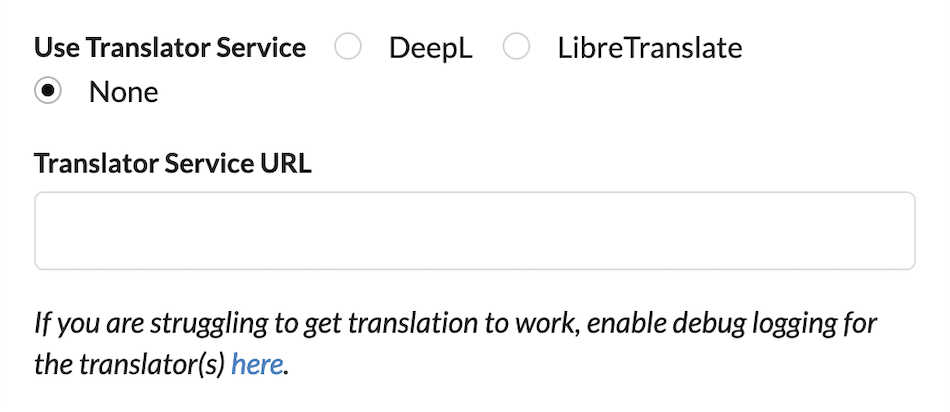 Use Translator Service DeepL LibreTranslate
None
Translator Service URL
If you are struggling to get translation to work, enable debug logging for
the translator(s) here.